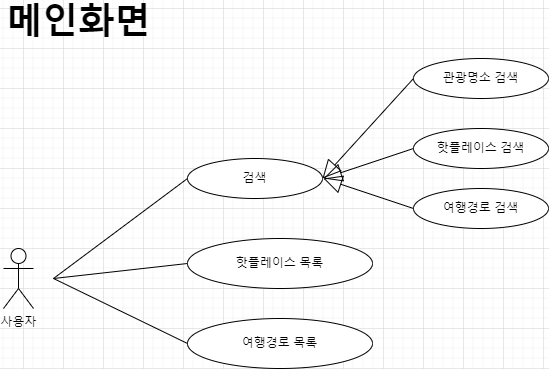 메인화면
관광명소 검색
핫플레이스 검색
검색
여행경로 검색
핫플레이스 목록
사용자
여행경로 목록